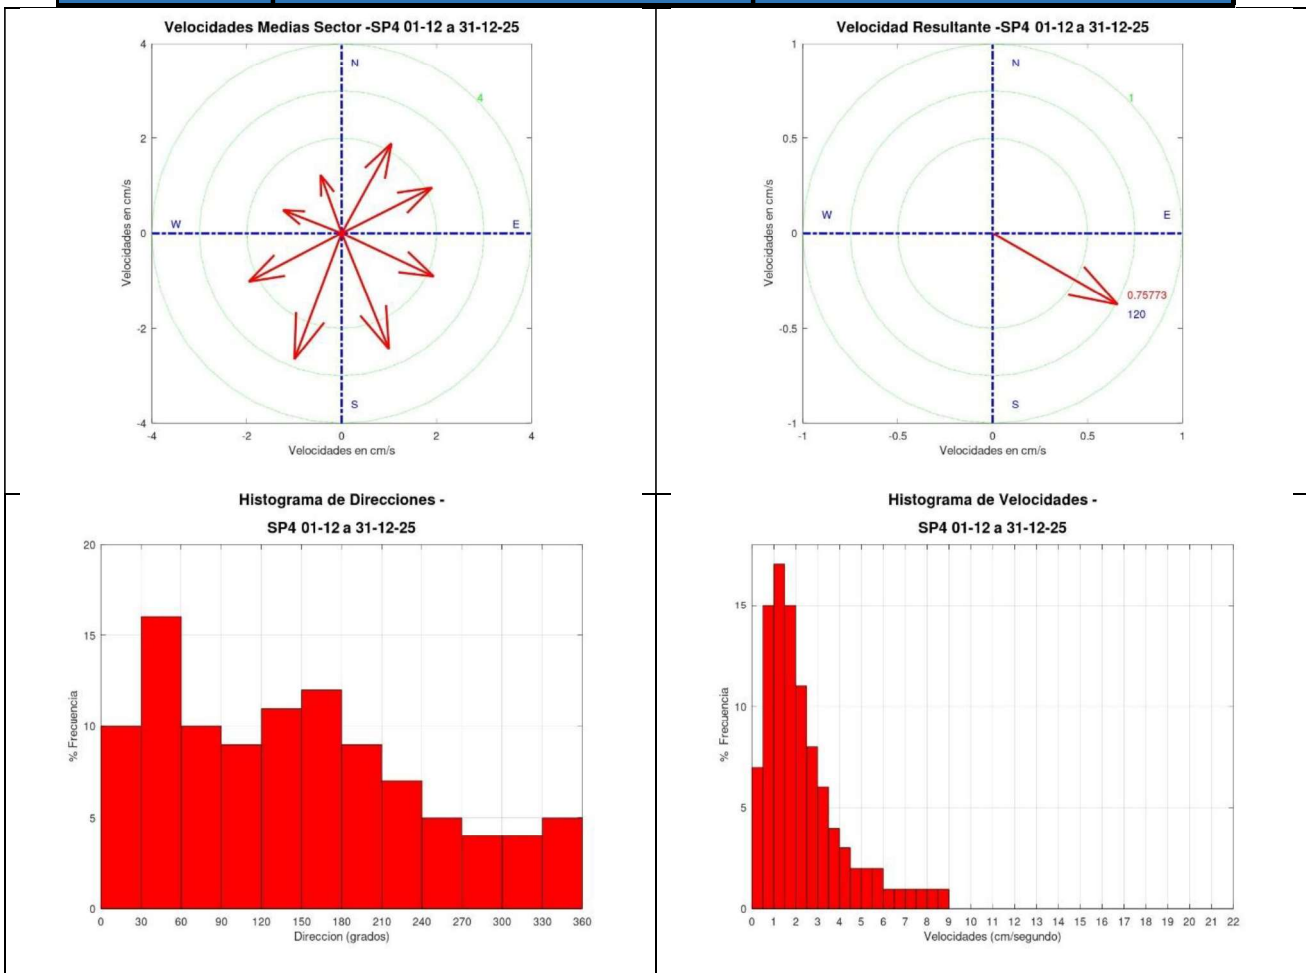 Velocidades Medias Sector -SP4 01-12 a 31-12-25
4
2
0
-2
-4
-4
-2
0
2
4
N
4
W
E
S
Velocidades en cm/s
Velocidades en cm/s
Velocidad Resultante -SP4 01-12 a 31-12-25
1
0.5
0
-0.5
-1
-1
-0.5
0
0.5
1
N
1
W
E
0.75773
120
S
Velocidades en cm/s
Velocidades en cm/s
Histograma de Direcciones -
SP4 01-12 a 31-12-25
20
15
10
5
0
% Frecuencia
0 30 60 90 120 150 180 210 240 270 300 330 360
Direccion (grados)
Histograma de Velocidades -
SP4 01-12 a 31-12-25
15
10
5
0
% Frecuencia
0 1 2 3 4 5 6 7 8 9 10 11 12 13 14 15 16 17 18 19 20 21 22
Velocidades (cm/segundo)